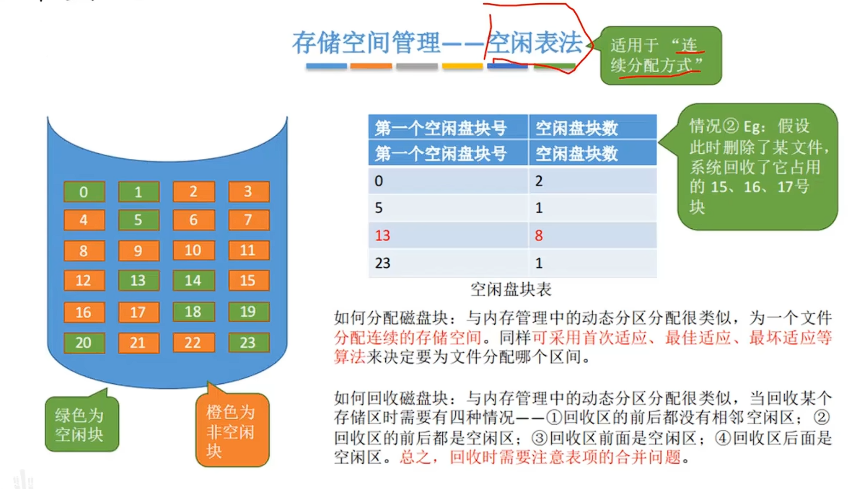 存储空间管理——空闲表法
适用于 “连
续分配方式”
第一个空闲盘块号 空闲盘块数
第一个空闲盘块号 空闲盘块数
0 2
5 1
13 8
23 1
空闲盘块表
情况② Eg：假设
此时删除了某文件，
系统回收了它占用
的 15、16、17号
块
0 1 2 3
4 5 6 7
8 9 10 11
12 13 14 15
16 17 18 19
20 21 22 23
绿色为
空闲块
橙色为
非空闲
块
如何分配磁盘块：与内存管理中的动态分区分配很类似，为一个文件
分配连续的存储空间。同样可采用首次适应、最佳适应、最坏适应等
算法来决定要为文件分配哪个区间。
如何回收磁盘块：与内存管理中的动态分区分配很类似，当回收某个
存储区时需要有四种情况——①回收区的前后都没有相邻空闲区；②
回收区的前后都是空闲区；③回收区前面是空闲区；④回收区后面是
空闲区。总之，回收时需要注意表项的合并问题。